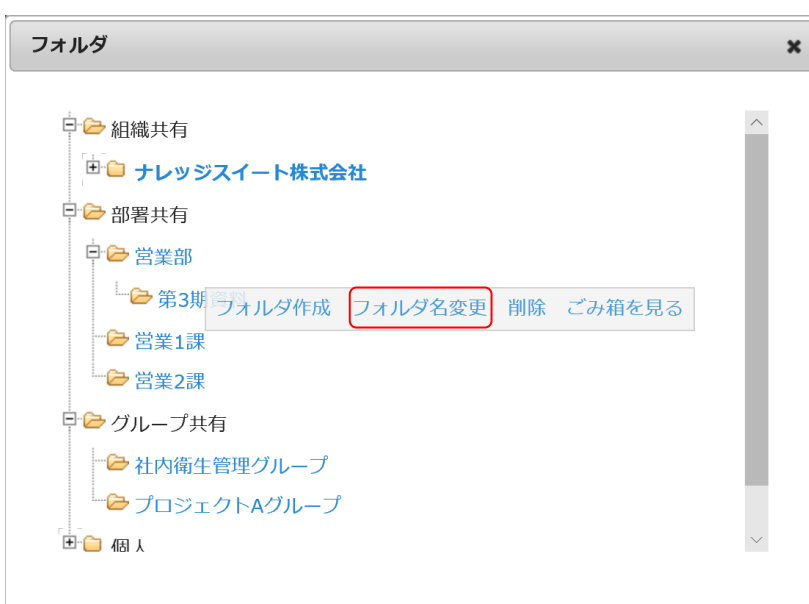 フォルダ
組織共有
ナレッジスイート株式会社
部署共有
営業部
第3期資料
フォルダ作成 フォルダ名変更 削除 ごみ箱を見る
営業1課
営業2課
グループ共有
社内衛生管理グループ
プロジェクトAグループ
個人